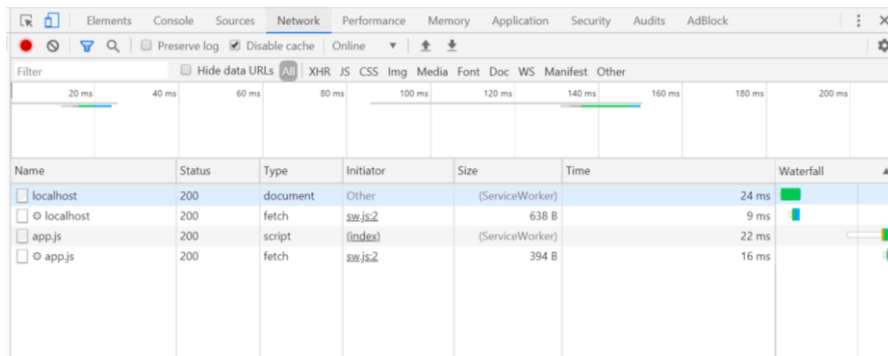 Elements Console Sources Network Performance Memory Application Security Audits AdBlock
Preserve log Disable cache Online
Filter Hide data URLs All XHR JS CSS Img Media Font Doc WS Manifest Other
20 ms 40 ms 60 ms 80 ms 100 ms 120 ms 140 ms 160 ms 180 ms 200 ms
Name Status Type Initiator Size Time Waterfall
localhost 200 document Other (ServiceWorker) 24 ms
localhost 200 fetch sw.js:2 638 B 9 ms
app.js 200 script (index) (ServiceWorker) 22 ms
app.js 200 fetch sw.js:2 394 B 16 ms